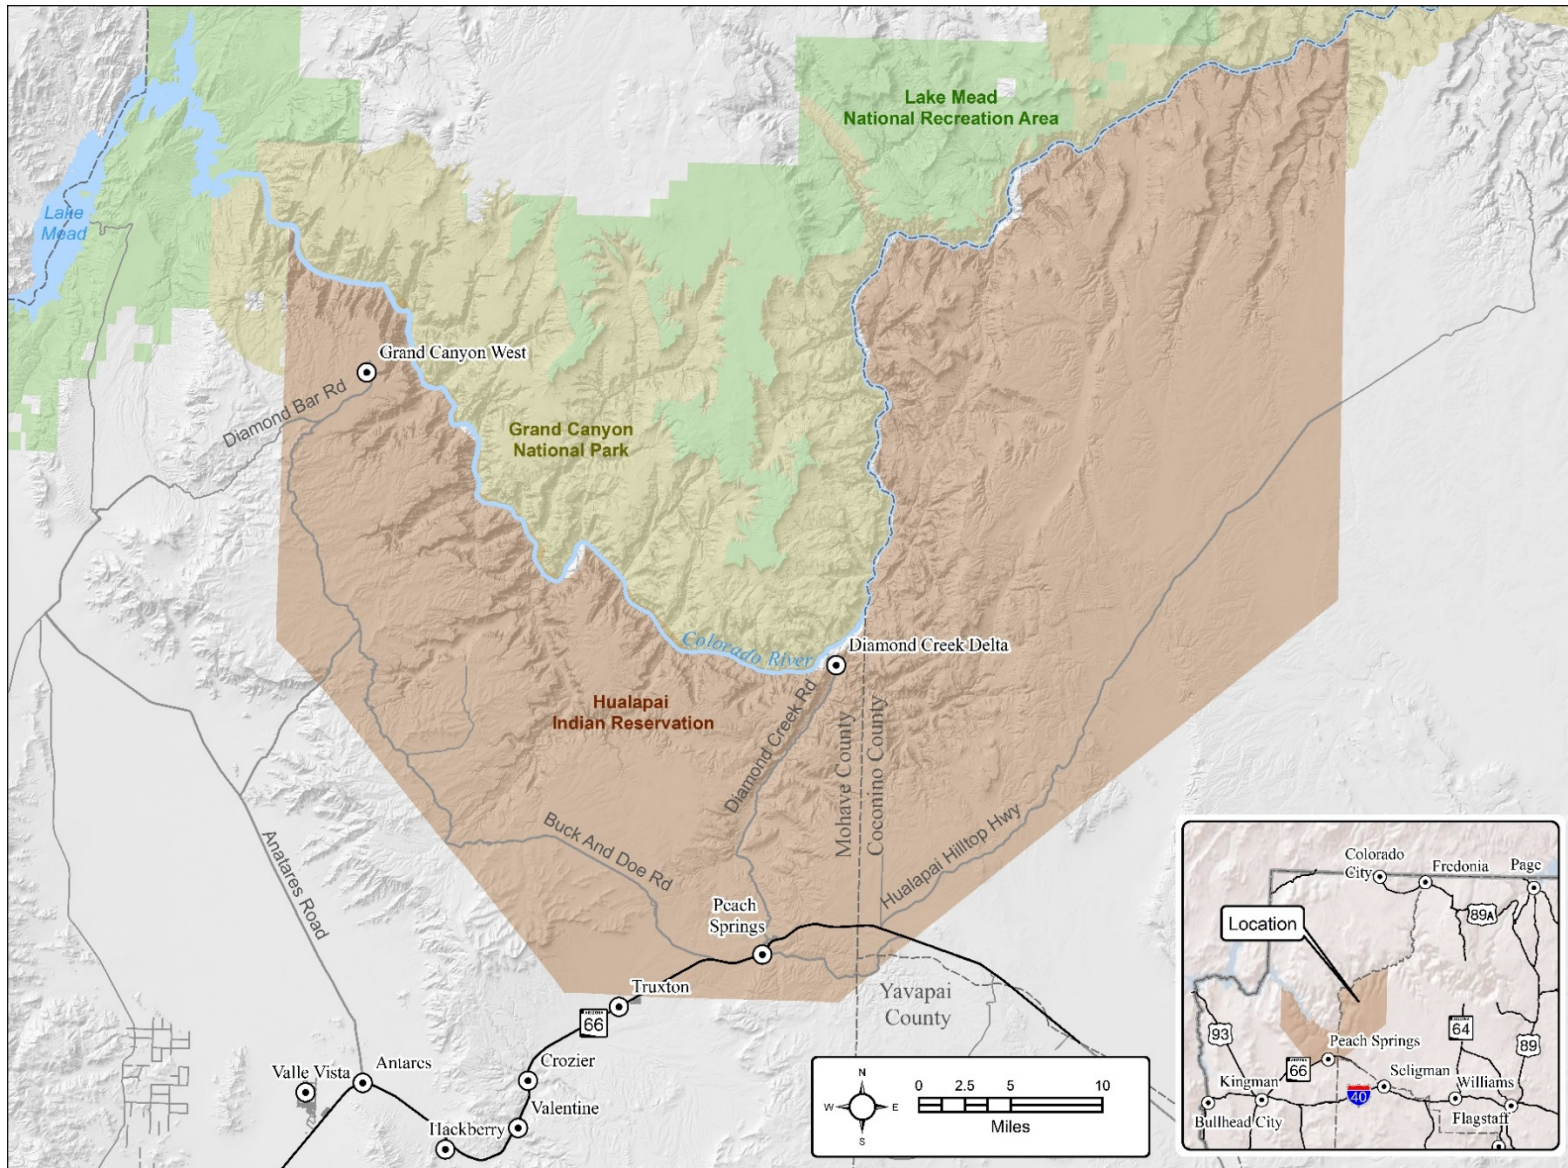 Lake Mead
National Recreation Area
Lake
Mead
Grand Canyon West
Diamond Bar Rd
Grand Canyon
National Park
Colorado River
Diamond Creek Delta
Hualapai
Indian Reservation
Diamond Creek Rd
Mohave County
Coconino County
Hualapai Hilltop Hwy
Buck And Doe Rd
Anatares Road
Peach
Springs
Truxton
Yavapai
County
ARIZONA
66
Crozier
Antares
Valle Vista
Valentine
Hackberry
N
W
E
S
0
2.5
5
10
Miles
Colorado
City
Fredonia
Page
89A
Location
93
ARIZONA
64
89
Peach Springs
ARIZONA
66
Seligman
Williams
Kingman
40
Flagstaff
Bullhead City